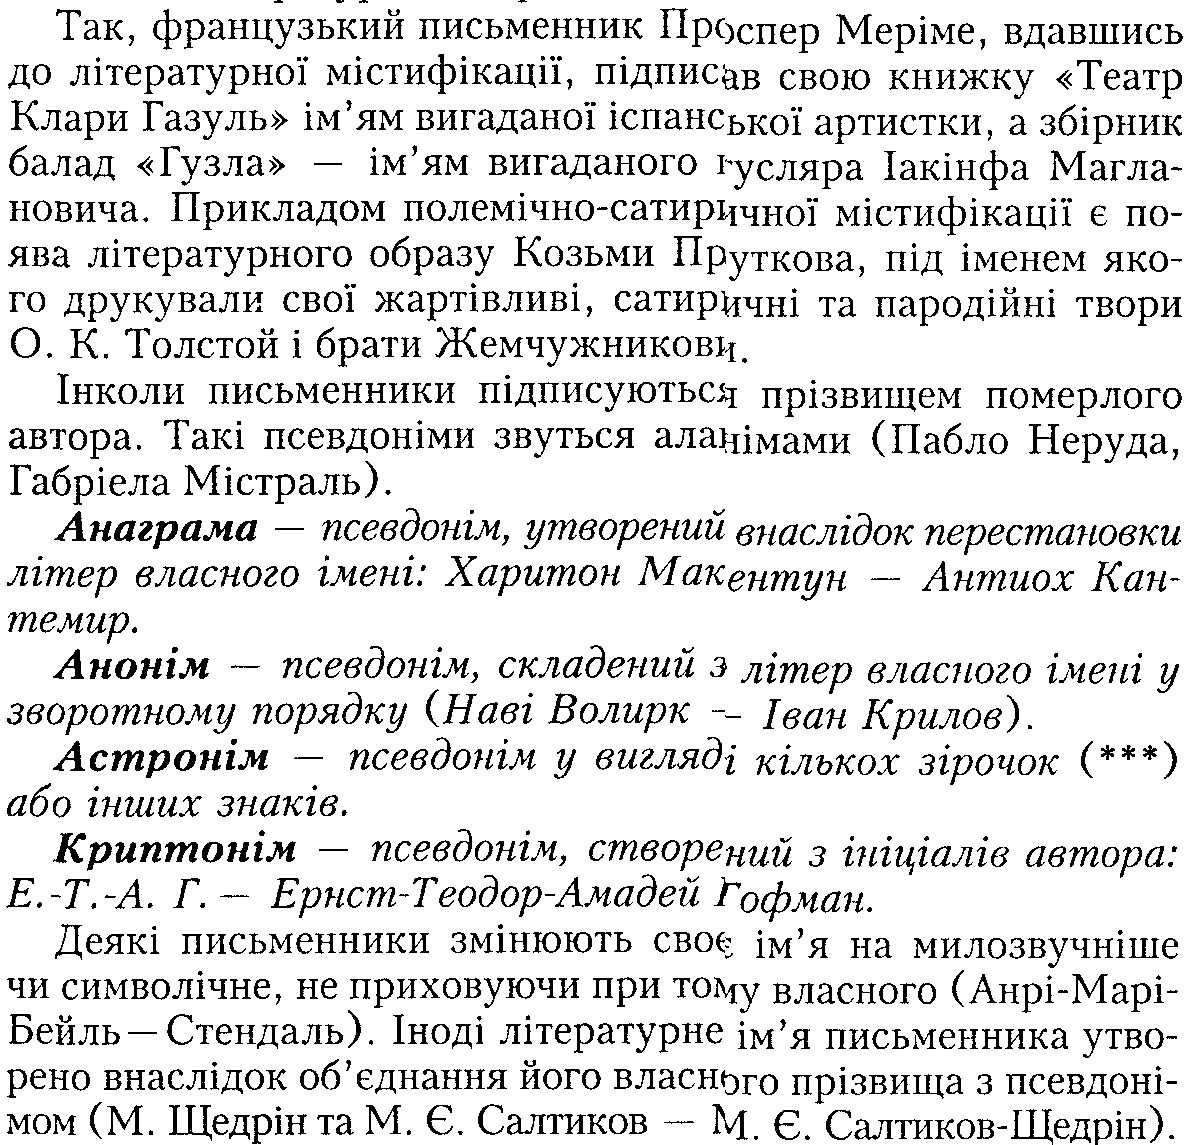 Так, французький письменник Проспер Меріме, вдавшись
до літературної містифікації, підписав свою книжку «Театр
Клари Газуль» ім’ям вигаданої іспанської артистки, а збірник
балад «Гузла» — ім’ям вигаданого гусляра Іакінфа Магла-
новича. Прикладом полемічно-сатиричної містифікації є по-
ява літературного образу Козьми Пруткова, під іменем яко-
го друкували свої жартівливі, сатиричні та пародійні твори
О. К. Толстой і брати Жемчужникови.
Інколи письменники підписуються прізвищем померлого
автора. Такі псевдоніми звуться аланімами (Пабло Неруда,
Габріела Містраль).
Анаграма — псевдонім, утворений внаслідок перестановки
літер власного імені: Харитон Макентун — Антиох Кан-
темир.
Анонім — псевдонім, складений з літер власного імені у
зворотному порядку (Наві Волирк — Іван Крилов).
Астронім — псевдонім у вигляді кількох зірочок (***)
або інших знаків.
Криптонім — псевдонім, створений з ініціалів автора:
Е.-Т.-А. Г. — Ернст-Теодор-Амадей Гофман.
Деякі письменники змінюють своє ім’я на милозвучніше
чи символічне, не приховуючи при тому власного (Анрі-Марі-
Бейль — Стендаль). Іноді літературне ім’я письменника утво-
рено внаслідок об’єднання його власного прізвища з псевдоні-
мом (М. Щедрін та М. Є. Салтиков — М. Є. Салтиков-Щедрін).